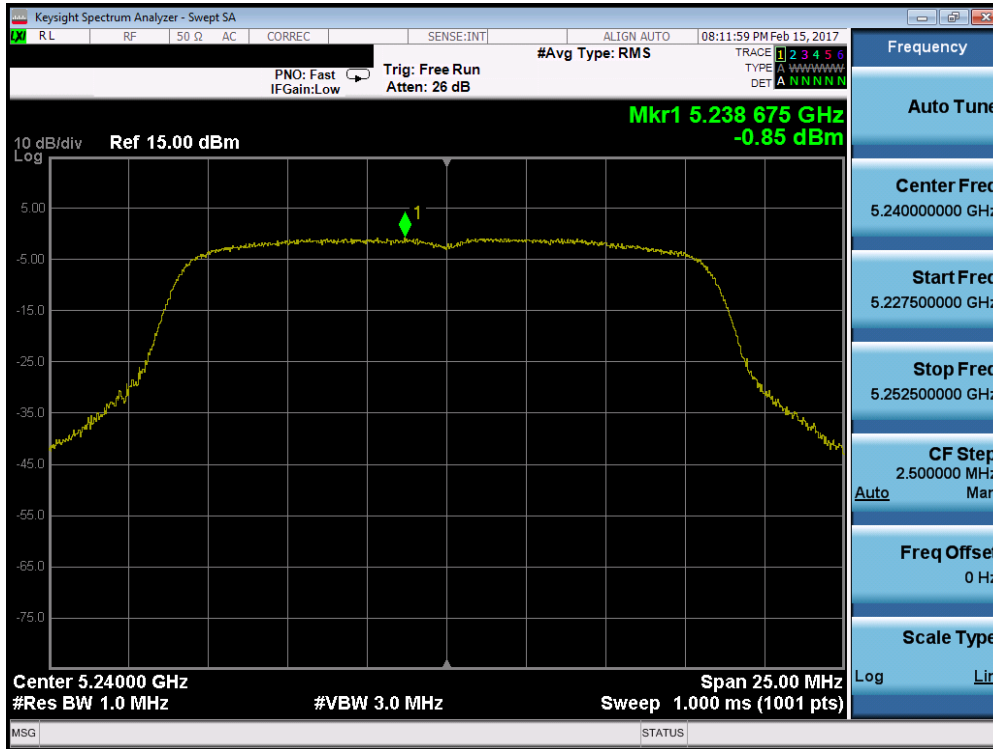 Keysight Spectrum Analyzer - Swept SA
LXI RL RF 50 Ω AC CORREC SENSE:INT ALIGN AUTO 08:11:59 PM Feb 15, 2017
PNO: Fast
IFGain:Low
Trig: Free Run
Atten: 26 dB
#Avg Type: RMS
TRACE 1 2 3 4 5 6
TYPE A WWWWW
DET A N N N N N
Mkr1 5.238 675 GHz
-0.85 dBm
10 dB/div
Log
Ref 15.00 dBm
1
5.00
-5.00
-15.0
-25.0
-35.0
-45.0
-55.0
-65.0
-75.0
Center 5.24000 GHz
Span 25.00 MHz
#Res BW 1.0 MHz
#VBW 3.0 MHz
Sweep 1.000 ms (1001 pts)
MSG
STATUS
Frequency
Auto Tune
Center Freq
5.240000000 GHz
Start Freq
5.227500000 GHz
Stop Freq
5.252500000 GHz
CF Step
2.500000 MHz
Auto Man
Freq Offset
0 Hz
Scale Type
Log Lin